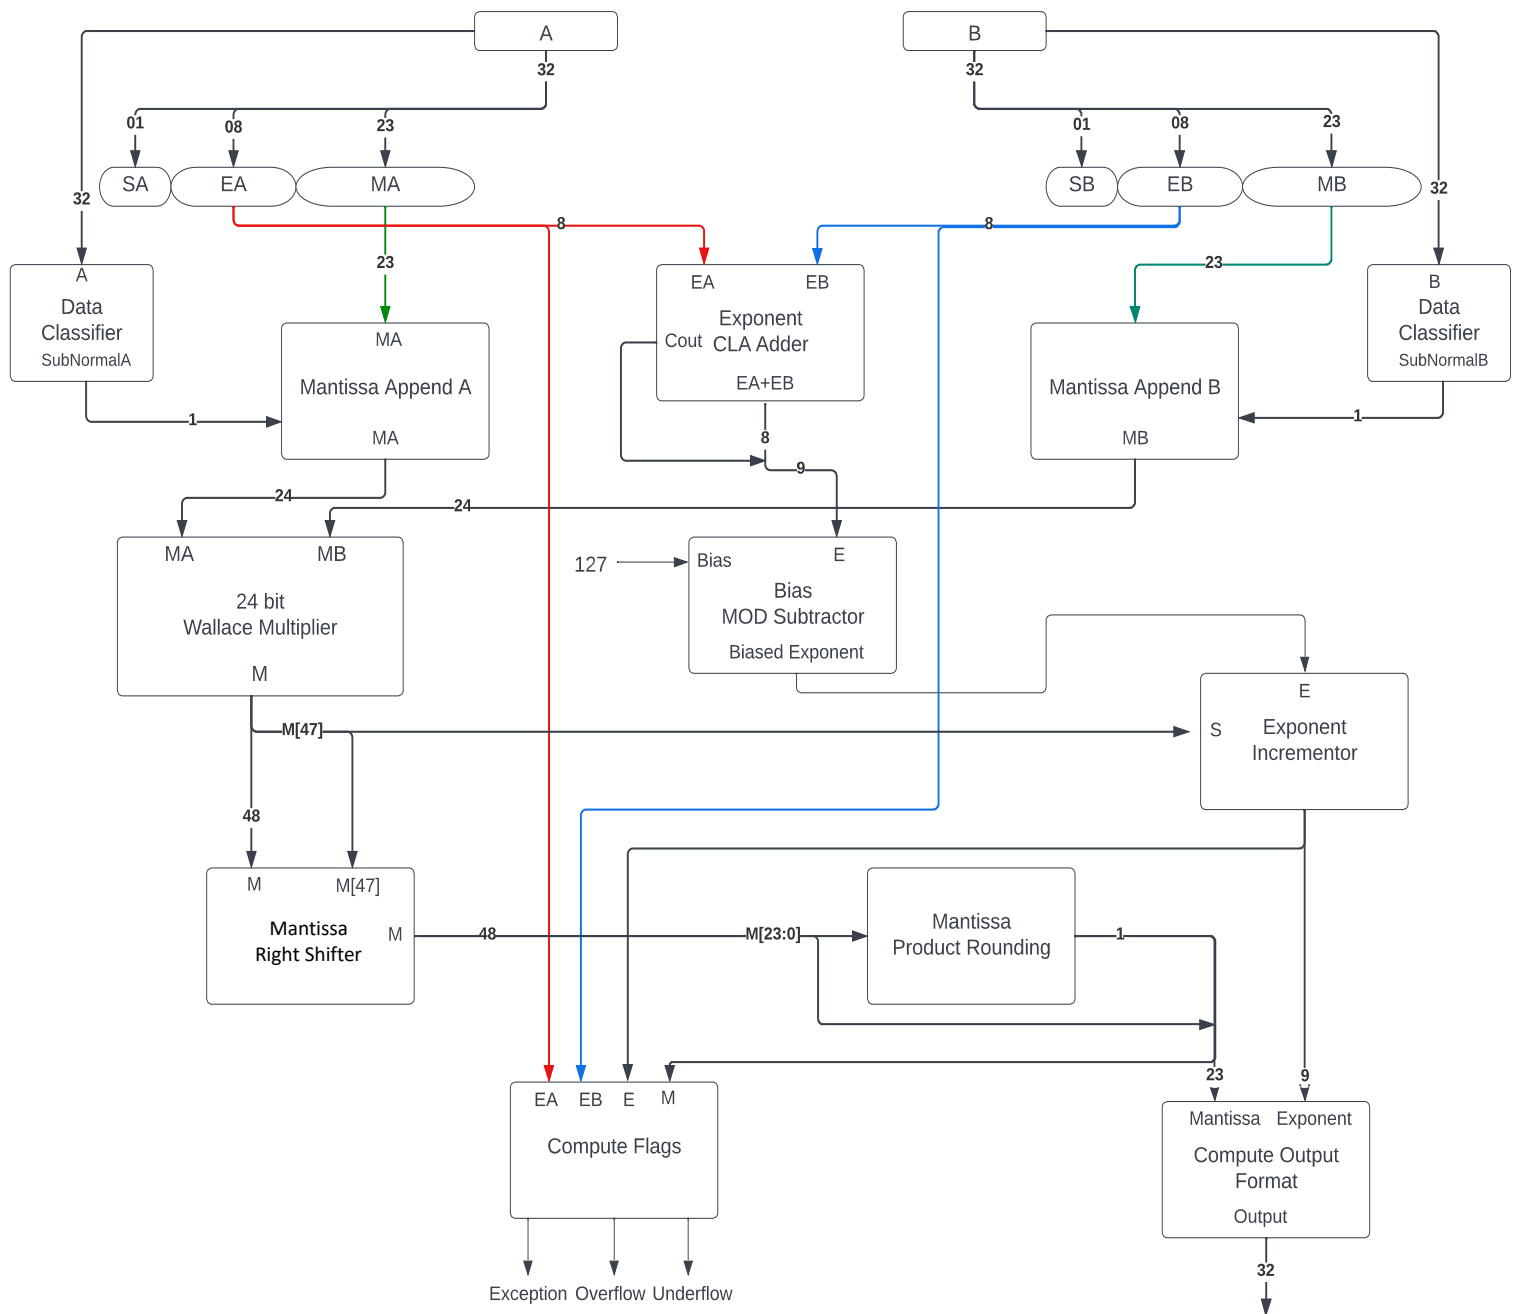 A
B
32
32
01
08
23
01
08
23
SA
EA
MA
SB
EB
MB
32
32
8
8
23
23
A
Data
Classifier
SubNormalA
EA
EB
Exponent
CLA Adder
Cout
EA+EB
B
Data
Classifier
SubNormalB
MA
Mantissa Append A
MA
Mantissa Append B
MB
1
1
8
9
24
24
MA
MB
24 bit
Wallace Multiplier
M
127
Bias
E
Bias
MOD Subtractor
Biased Exponent
E
S
Exponent
Incrementor
M[47]
48
M
M[47]
Mantissa
Right Shifter
M
48
M[23:0]
Mantissa
Product Rounding
1
23
9
EA
EB
E
M
Compute Flags
Mantissa
Exponent
Compute Output
Format
Output
32
Exception
Overflow
Underflow